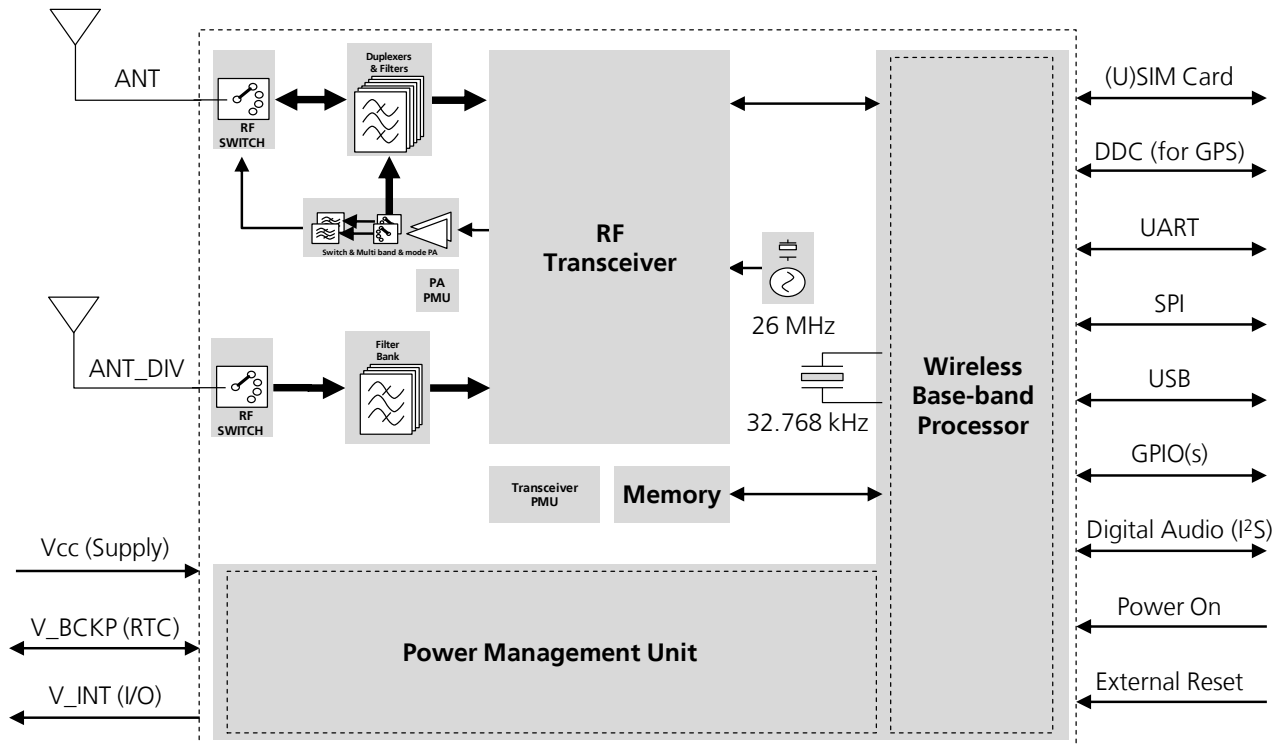 ANT
RF
SWITCH
Duplexers
& Filters
Switch & Multi band & mode PA
PA
PMU
RF
Transceiver
26 MHz
32.768 kHz
ANT_DIV
RF
SWITCH
Filter
Bank
Transceiver
PMU
Memory
Wireless
Base-band
Processor
Power Management Unit
Vcc (Supply)
V_BCKP (RTC)
V_INT (I/O)
(U)SIM Card
DDC (for GPS)
UART
SPI
USB
GPIO(s)
Digital Audio (I²S)
Power On
External Reset